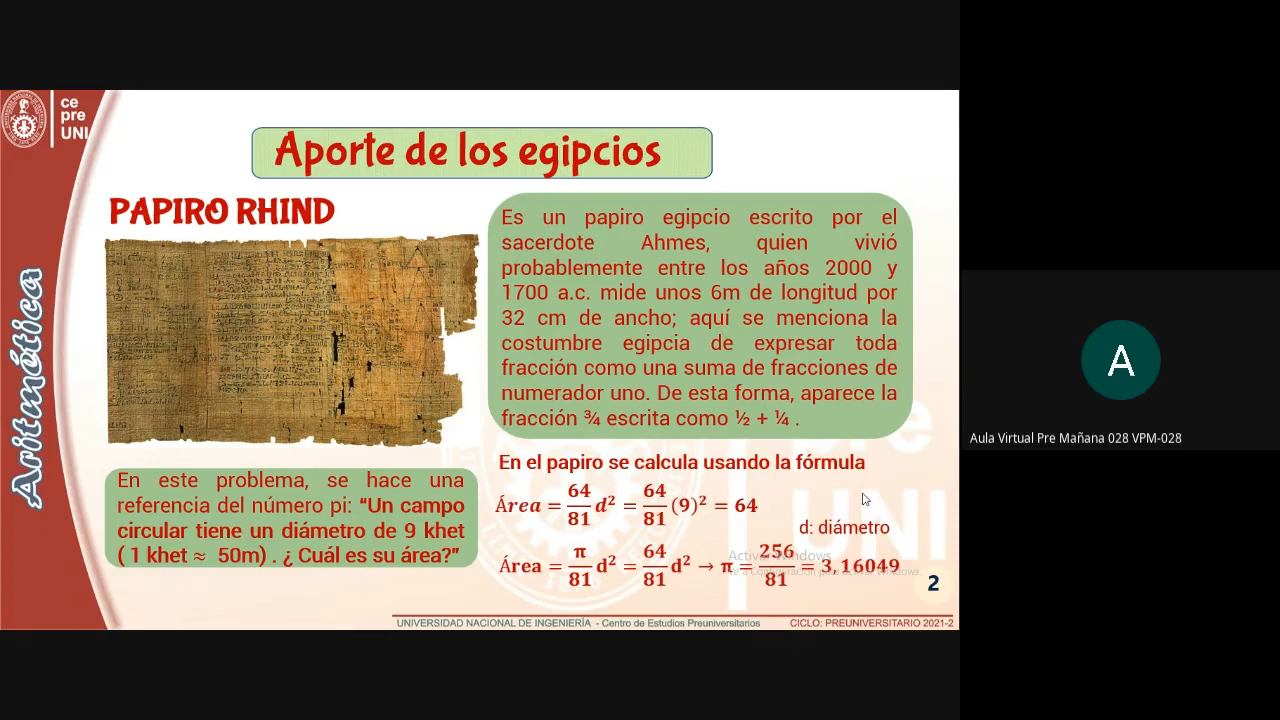 ce
pre
UNI
Aritmética
Aporte de los egipcios
PAPIRO RHIND
Es un papiro egipcio escrito por el
sacerdote Ahmes, quien vivió
probablemente entre los años 2000 y
1700 a.c. mide unos 6m de longitud por
32 cm de ancho; aquí se menciona la
costumbre egipcia de expresar toda
fracción como una suma de fracciones de
numerador uno. De esta forma, aparece la
fracción ¾ escrita como ½ + ¼ .
En este problema, se hace una
referencia del número pi: “Un campo
circular tiene un diámetro de 9 khet
( 1 khet ≈ 50m) . ¿ Cuál es su área?”
En el papiro se calcula usando la fórmula
Área = 64/81 d² = 64/81 (9)² = 64
d: diámetro
Área = π/81 d² = 64/81 d² → π = 256/81 = 3,16049
Activar Windows
Ve a Configuración para activar Windows.
2
UNIVERSIDAD NACIONAL DE INGENIERÍA - Centro de Estudios Preuniversitarios
CICLO: PREUNIVERSITARIO 2021-2
A
Aula Virtual Pre Mañana 028 VPM-028